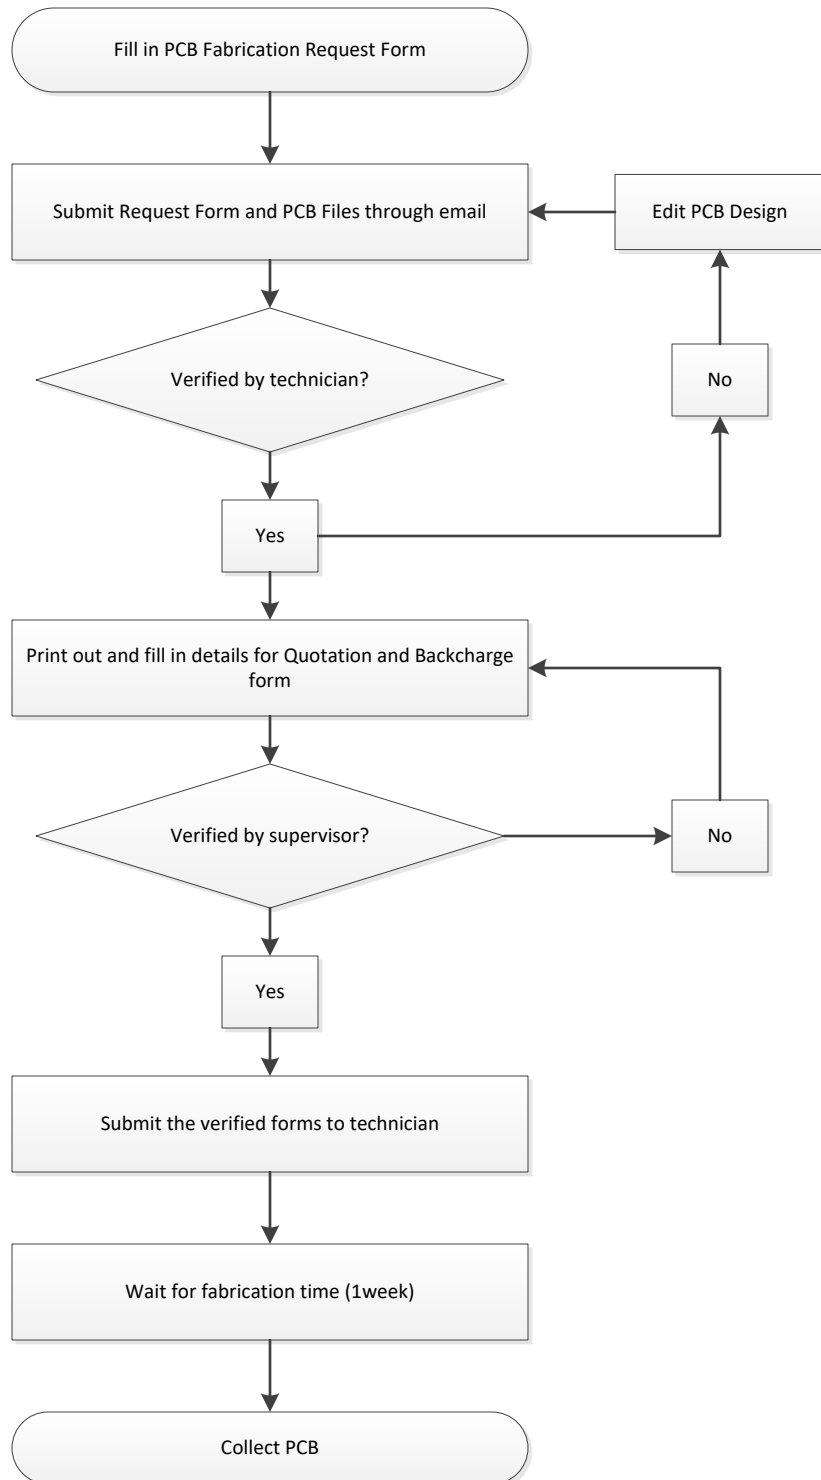 Fill in PCB Fabrication Request Form
Submit Request Form and PCB Files through email
Edit PCB Design
Verified by technician?
No
Yes
Print out and fill in details for Quotation and Backcharge
form
Verified by supervisor?
No
Yes
Submit the verified forms to technician
Wait for fabrication time (1week)
Collect PCB